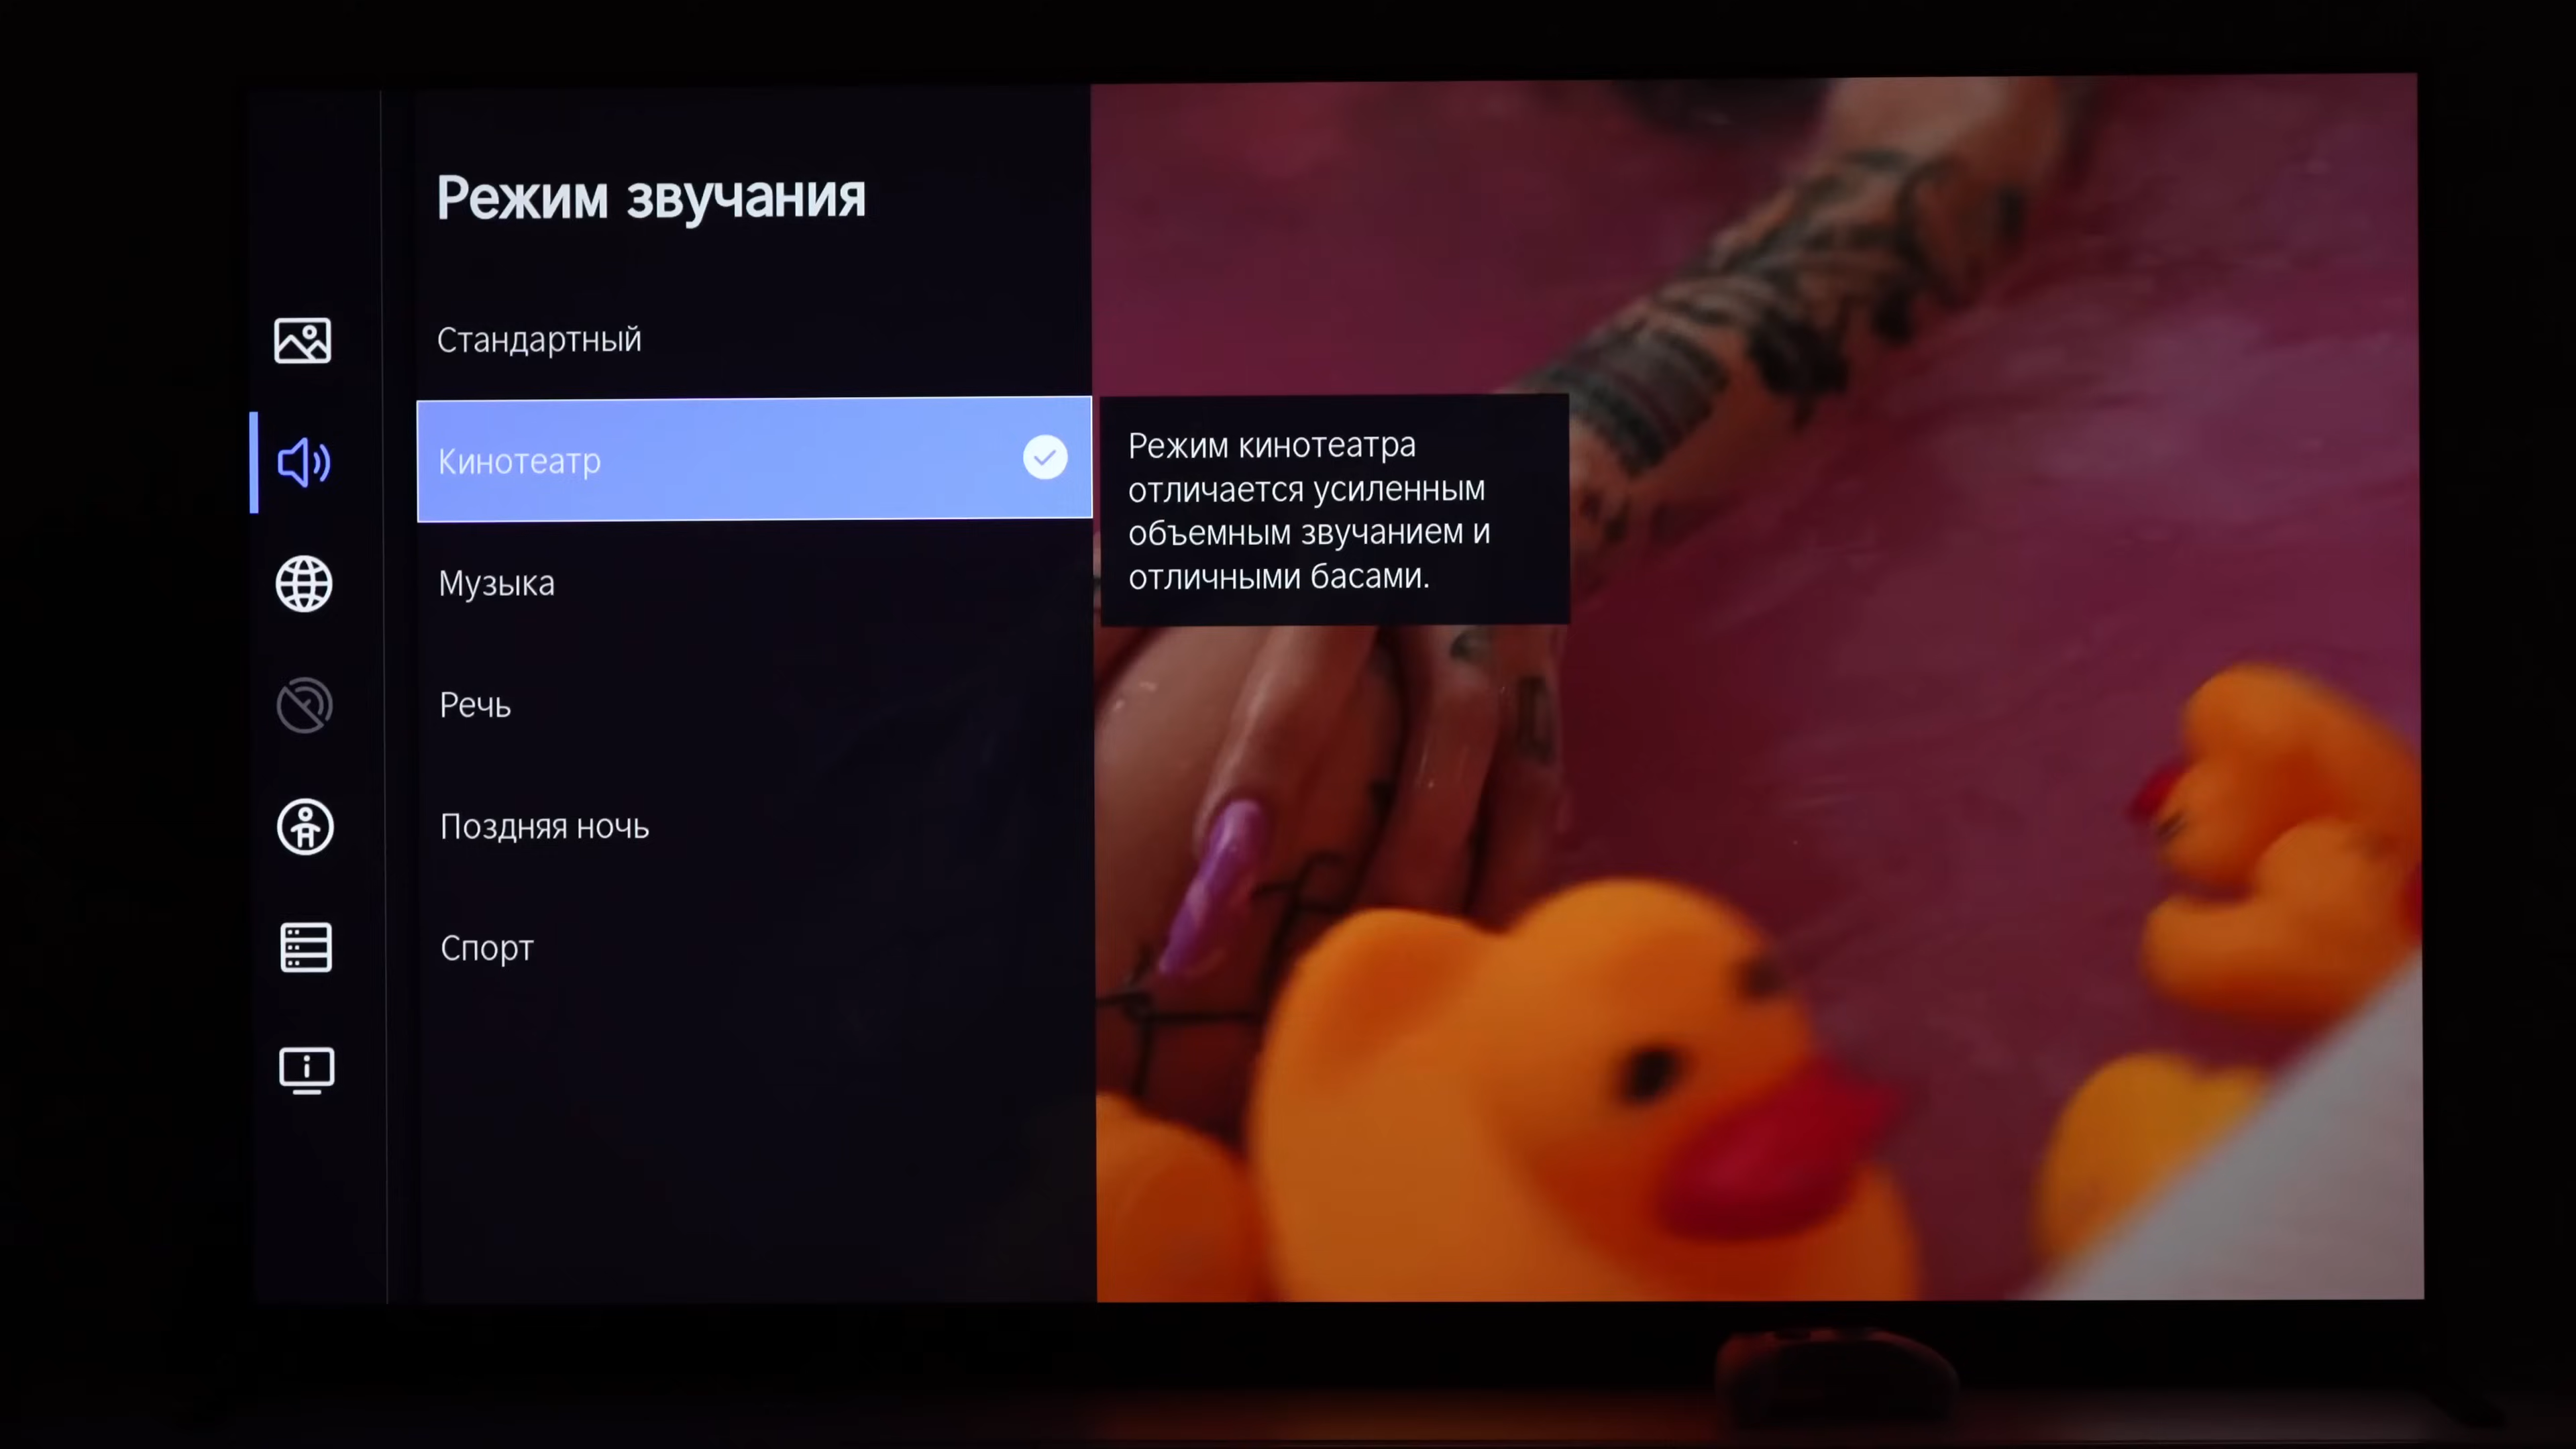 Режим звучания
Стандартный
Кинотеатр
Режим кинотеатра
отличается усиленным
объемным звучанием и
отличными басами.
Музыка
Речь
Поздняя ночь
Спорт